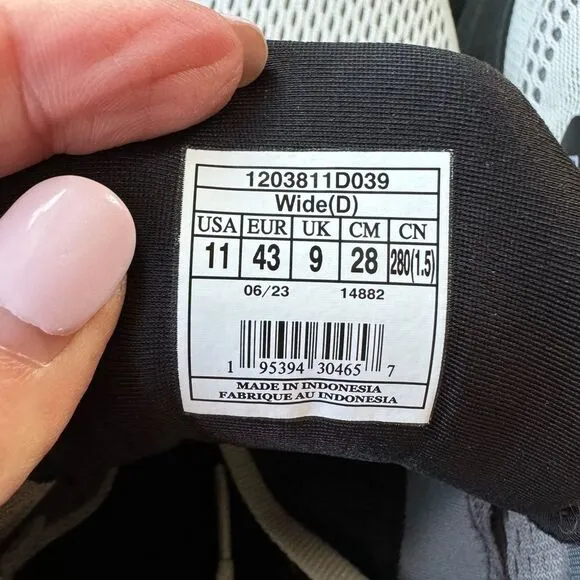 1203811D039
Wide(D)
USA EUR UK CM CN
11 43 9 28 280(1.5)
06/23 14882
1 95394 30465 7
MADE IN INDONESIA
FABRIQUE AU INDONESIA